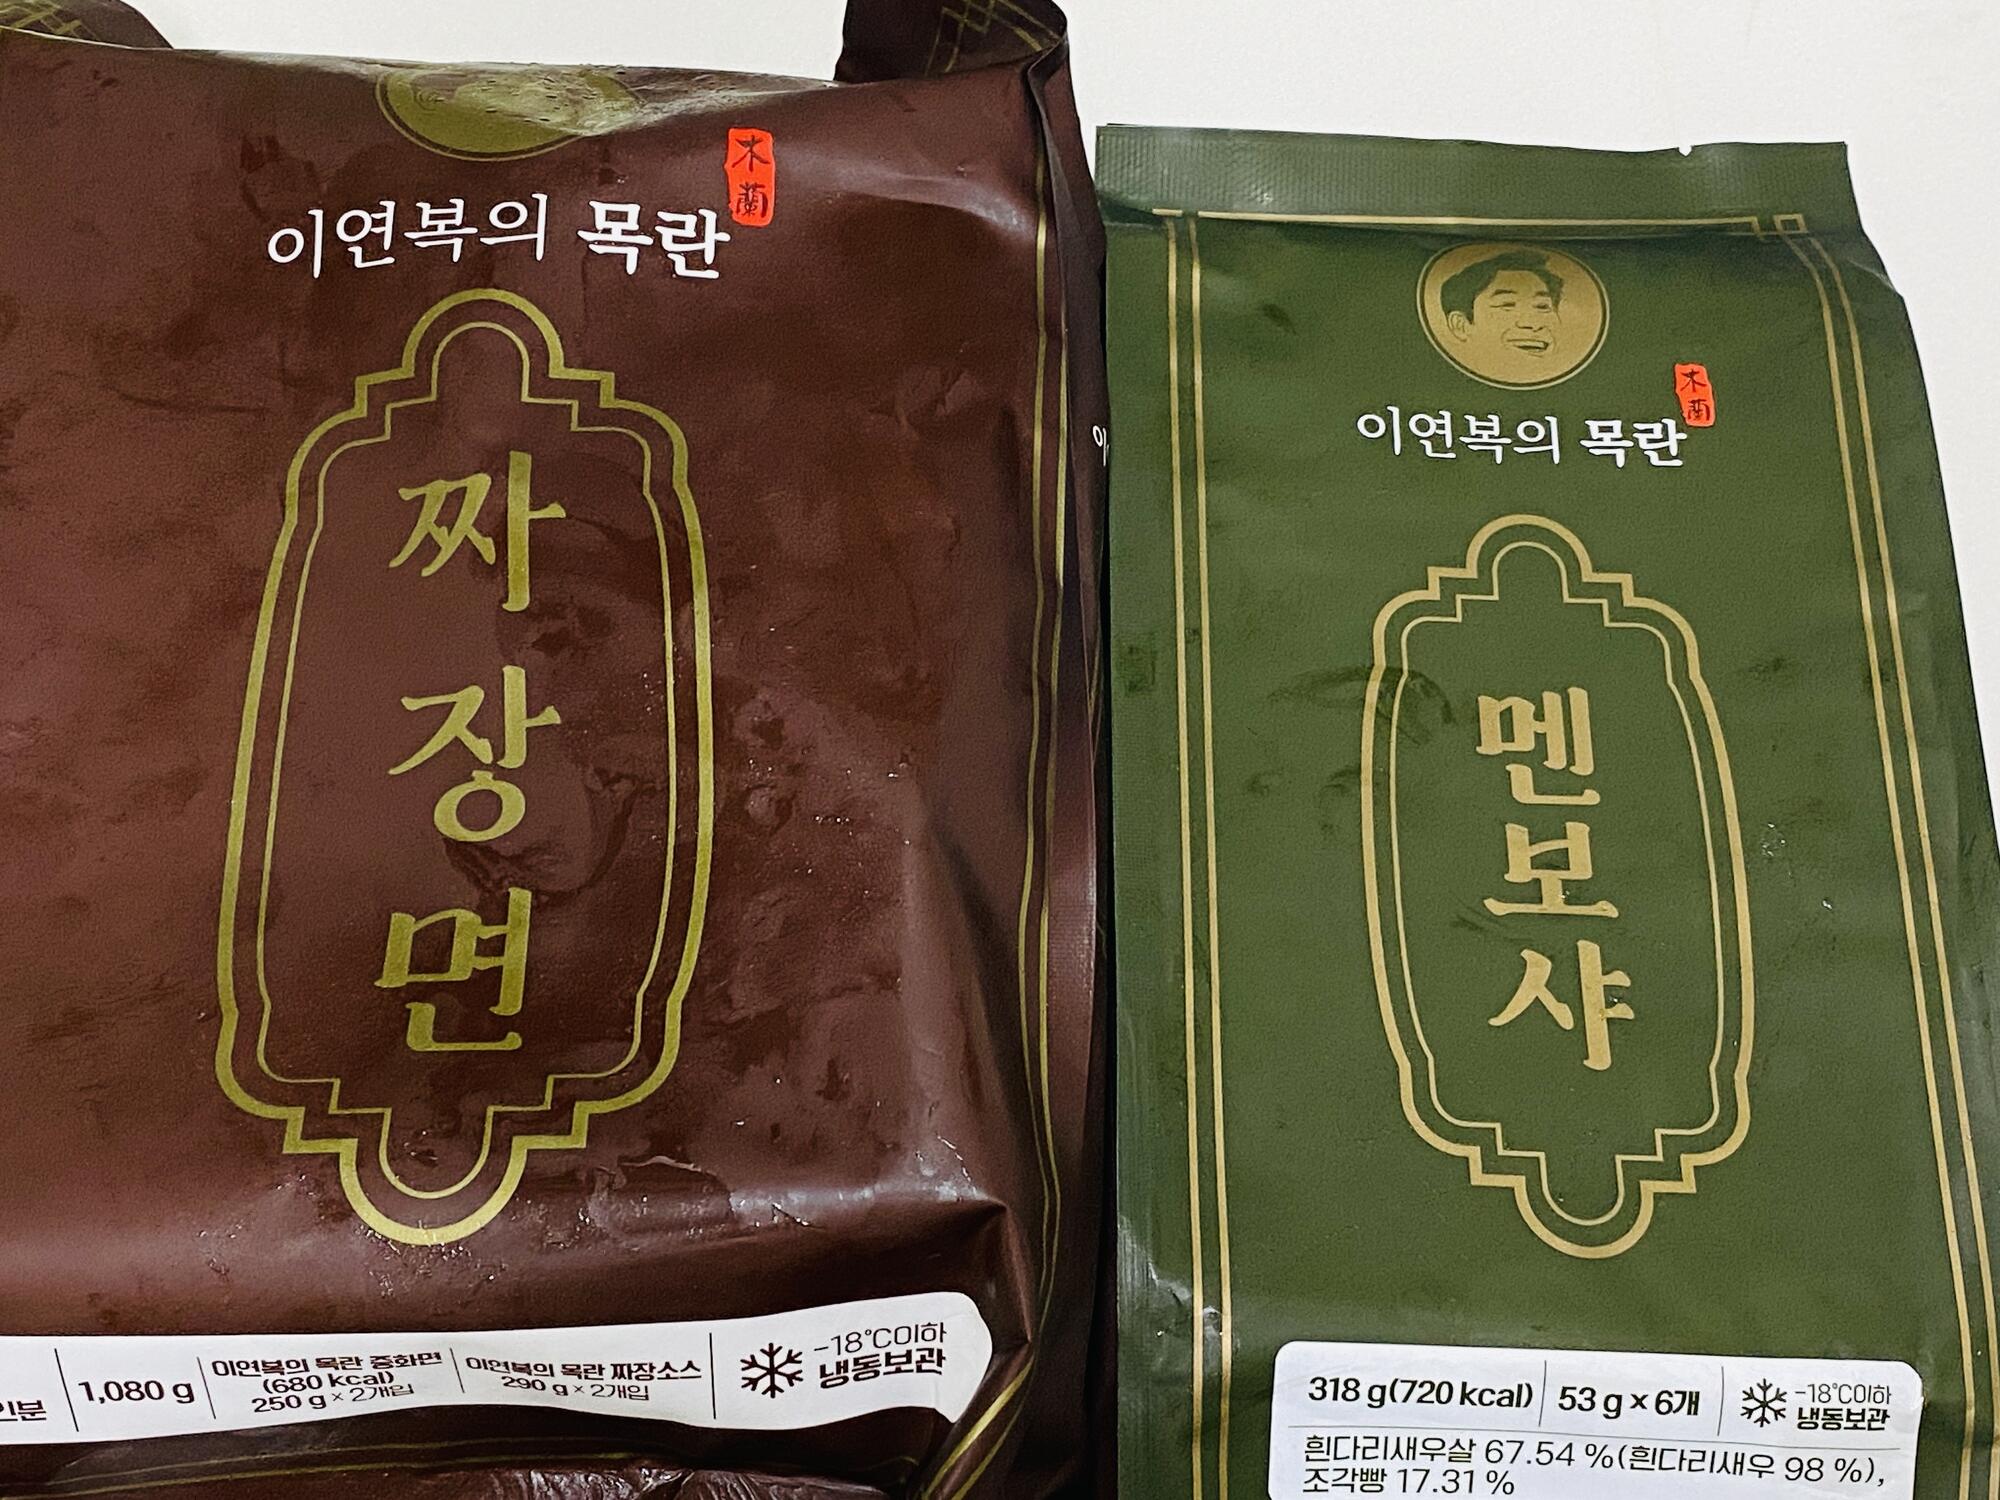 木蘭
이연복의 목란
짜장면
인분
1,080 g
이연복의 목란 중화면
(680 kcal)
250 g × 2개입
이연복의 목란 짜장소스
290 g × 2개입
-18℃이하
냉동보관
木蘭
이연복의 목란
멘보샤
318 g(720 kcal)
53 g × 6개
-18℃이하
냉동보관
흰다리새우살 67.54 %(흰다리새우 98 %),
조각빵 17.31 %